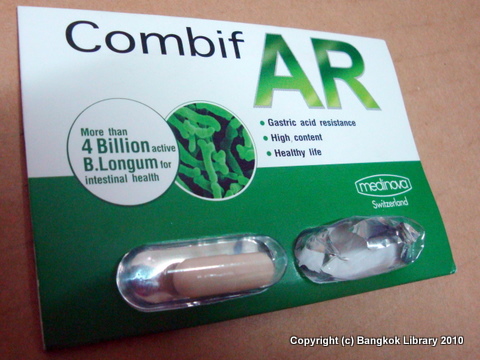 Combif AR
• Gastric acid resistance
• High content
• Healthy life
More than
4 Billion active
B.Longum for
intestinal health
medinova
Switzerland
Copyright (c) Bangkok Library 2010